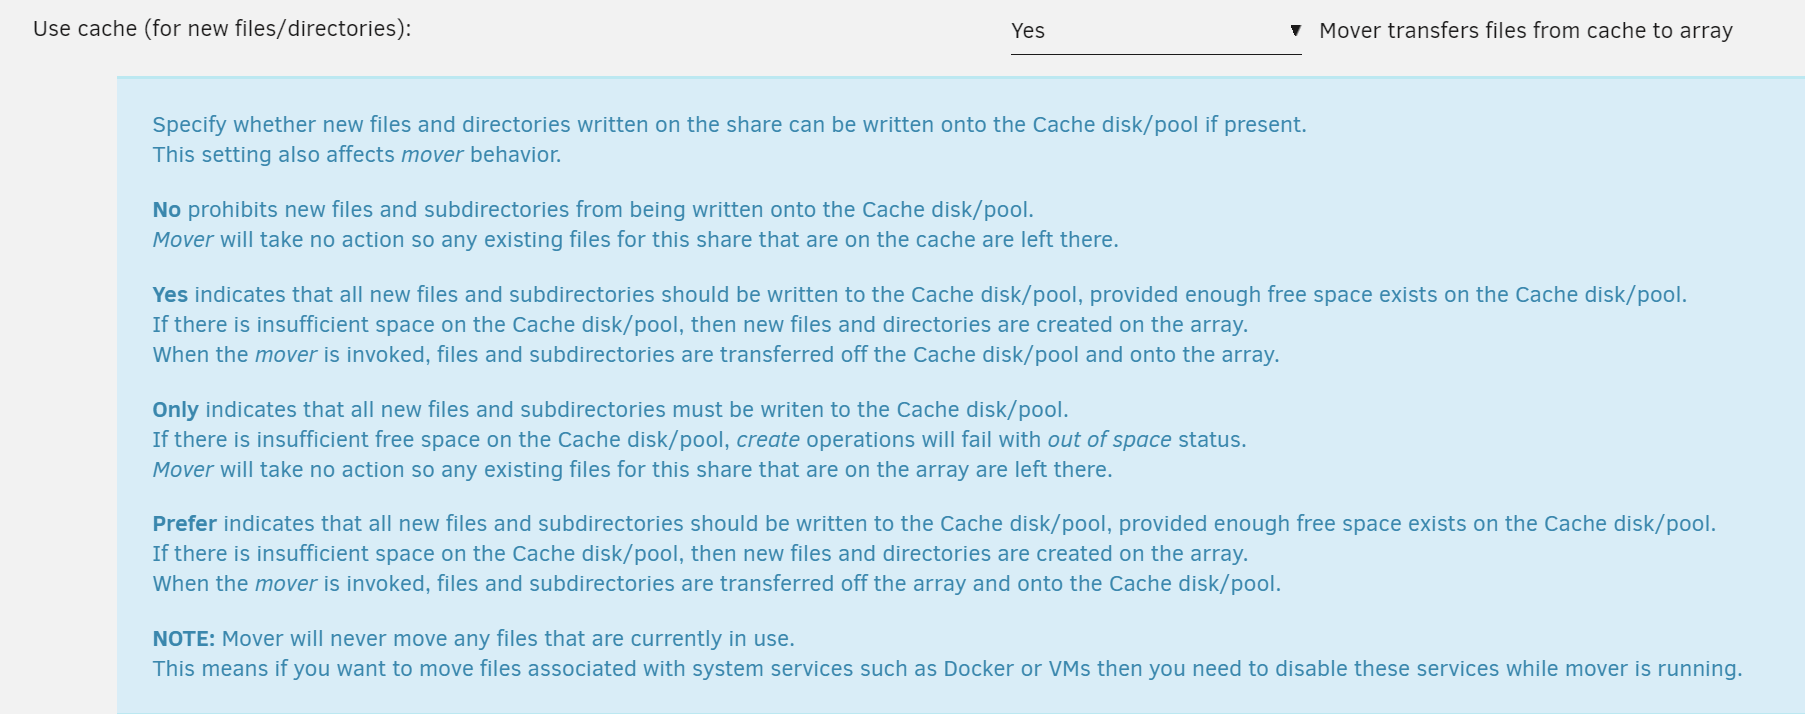 Use cache (for new files/directories):
Yes ▼ Mover transfers files from cache to array
Specify whether new files and directories written on the share can be written onto the Cache disk/pool if present.
This setting also affects mover behavior.
No prohibits new files and subdirectories from being written onto the Cache disk/pool.
Mover will take no action so any existing files for this share that are on the cache are left there.
Yes indicates that all new files and subdirectories should be written to the Cache disk/pool, provided enough free space exists on the Cache disk/pool.
If there is insufficient space on the Cache disk/pool, then new files and directories are created on the array.
When the mover is invoked, files and subdirectories are transferred off the Cache disk/pool and onto the array.
Only indicates that all new files and subdirectories must be writen to the Cache disk/pool.
If there is insufficient free space on the Cache disk/pool, create operations will fail with out of space status.
Mover will take no action so any existing files for this share that are on the array are left there.
Prefer indicates that all new files and subdirectories should be written to the Cache disk/pool, provided enough free space exists on the Cache disk/pool.
If there is insufficient space on the Cache disk/pool, then new files and directories are created on the array.
When the mover is invoked, files and subdirectories are transferred off the array and onto the Cache disk/pool.
NOTE: Mover will never move any files that are currently in use.
This means if you want to move files associated with system services such as Docker or VMs then you need to disable these services while mover is running.